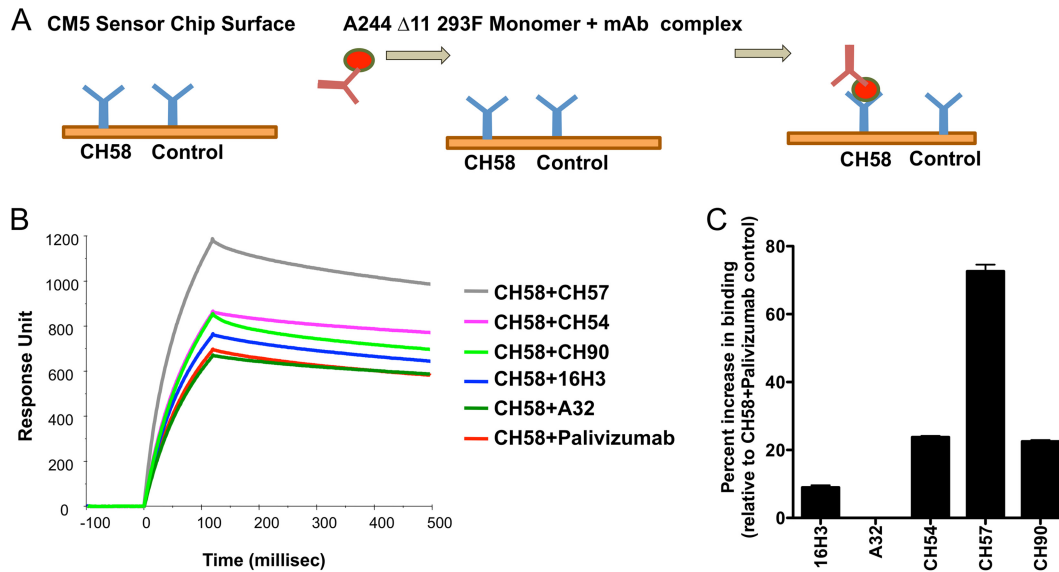 A
CM5 Sensor Chip Surface
A244 Δ11 293F Monomer + mAb complex
CH58 Control
CH58 Control
CH58 Control
B
1200
1000
800
600
400
200
0
-100 0 100 200 300 400 500
Response Unit
Time (millisec)
CH58+CH57
CH58+CH54
CH58+CH90
CH58+16H3
CH58+A32
CH58+Palivizumab
C
80
60
40
20
0
Percent increase in binding
(relative to CH58+Palivizumab control)
16H3
A32
CH54
CH57
CH90